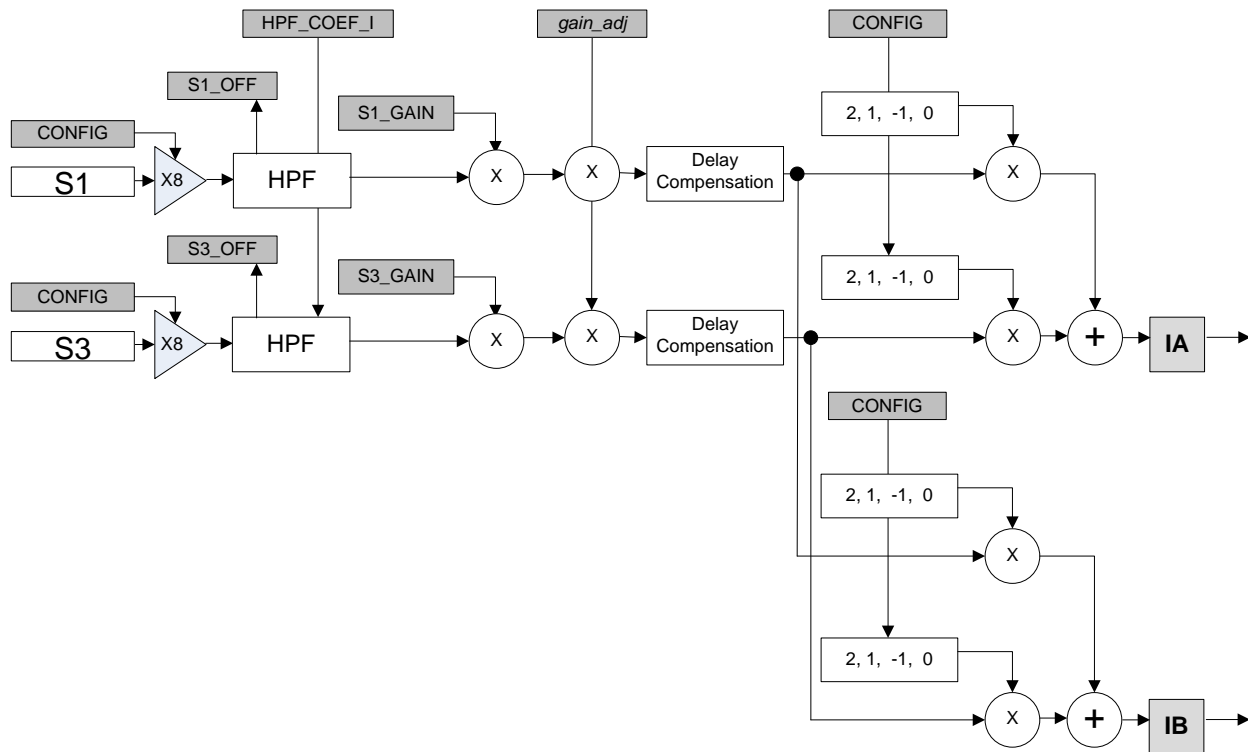 HPF_COEF_I
gain_adj
CONFIG
S1_OFF
S1_GAIN
2, 1, -1, 0
CONFIG
S1
X8
HPF
X
X
Delay
Compensation
X
S3_OFF
S3_GAIN
2, 1, -1, 0
CONFIG
S3
X8
HPF
X
X
Delay
Compensation
X
+
IA
CONFIG
2, 1, -1, 0
X
2, 1, -1, 0
X
+
IB